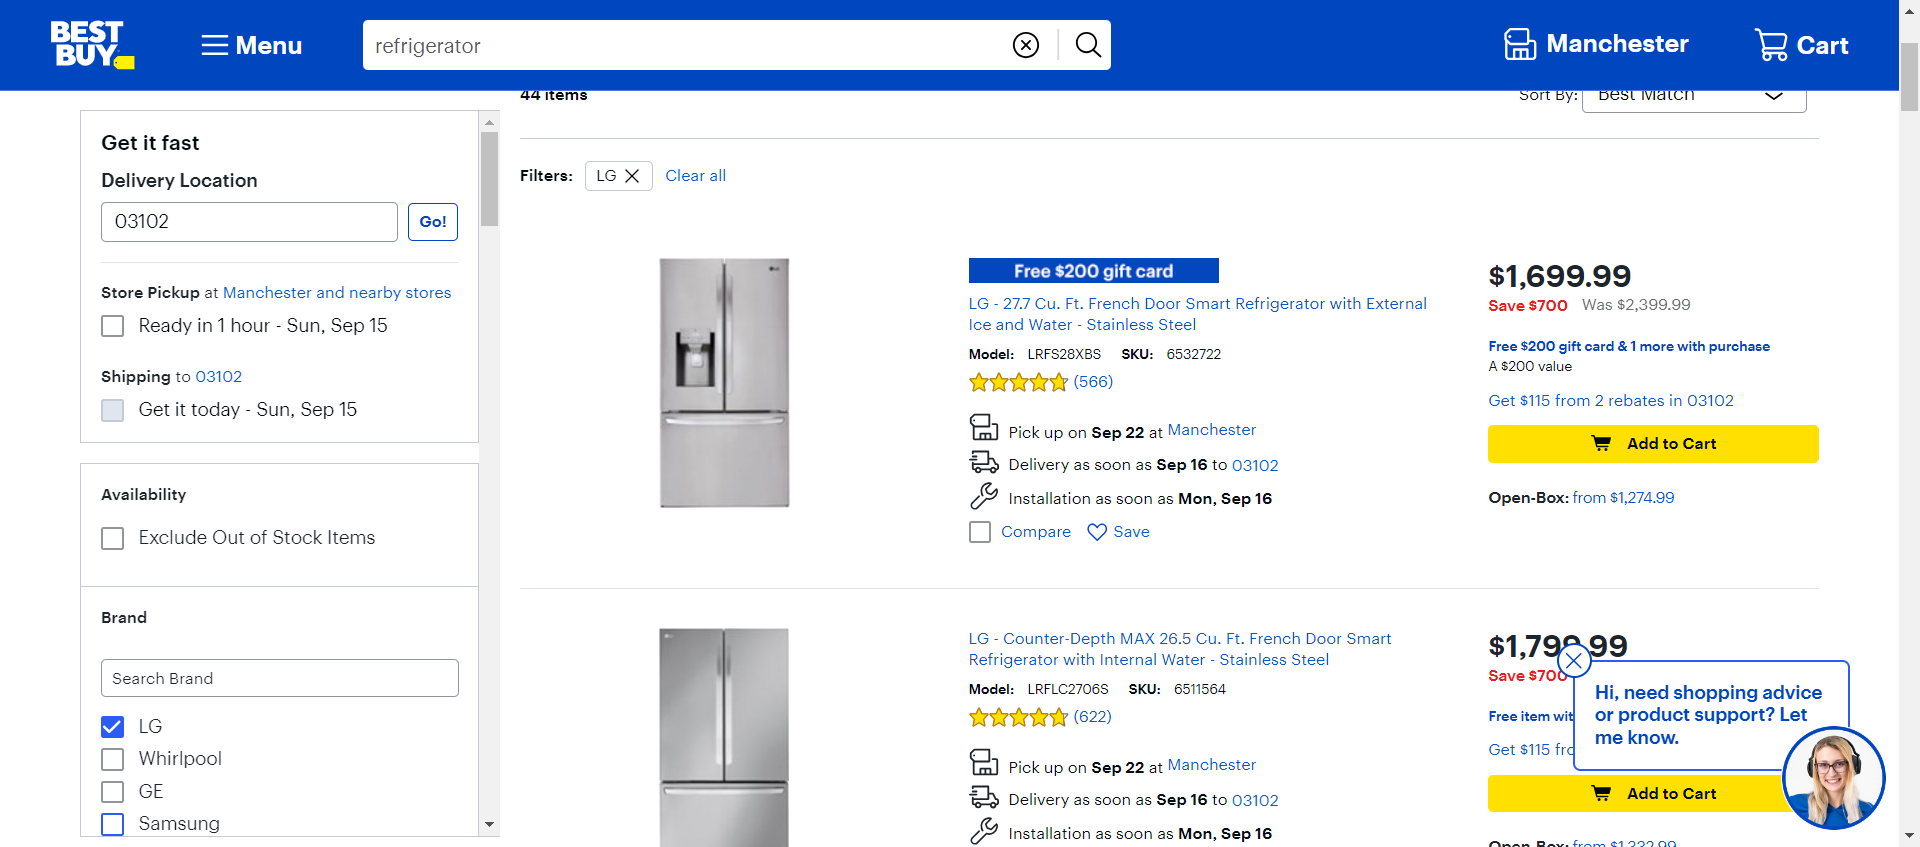 BEST BUY
Menu
refrigerator
Manchester
Cart
44 items
Sort By: Best Match
Get it fast
Delivery Location
03102
Go!
Store Pickup at Manchester and nearby stores
Ready in 1 hour - Sun, Sep 15
Shipping to 03102
Get it today - Sun, Sep 15
Availability
Exclude Out of Stock Items
Brand
Search Brand
LG
Whirlpool
GE
Samsung
Filters: LG Clear all
Free $200 gift card
LG - 27.7 Cu. Ft. French Door Smart Refrigerator with External
Ice and Water - Stainless Steel
Model: LRFS28XBS SKU: 6532722
(566)
Pick up on Sep 22 at Manchester
Delivery as soon as Sep 16 to 03102
Installation as soon as Mon, Sep 16
Compare Save
$1,699.99
Save $700 Was $2,399.99
Free $200 gift card & 1 more with purchase
A $200 value
Get $115 from 2 rebates in 03102
Add to Cart
Open-Box: from $1,274.99
LG - Counter-Depth MAX 26.5 Cu. Ft. French Door Smart
Refrigerator with Internal Water - Stainless Steel
Model: LRFLC2706S SKU: 6511564
(622)
Pick up on Sep 22 at Manchester
Delivery as soon as Sep 16 to 03102
Installation as soon as Mon, Sep 16
$1,799.99
Save $700
Free item
Get $115
Add to Cart
Open-Box: from $1,332.99
Hi, need shopping advice
or product support? Let
me know.